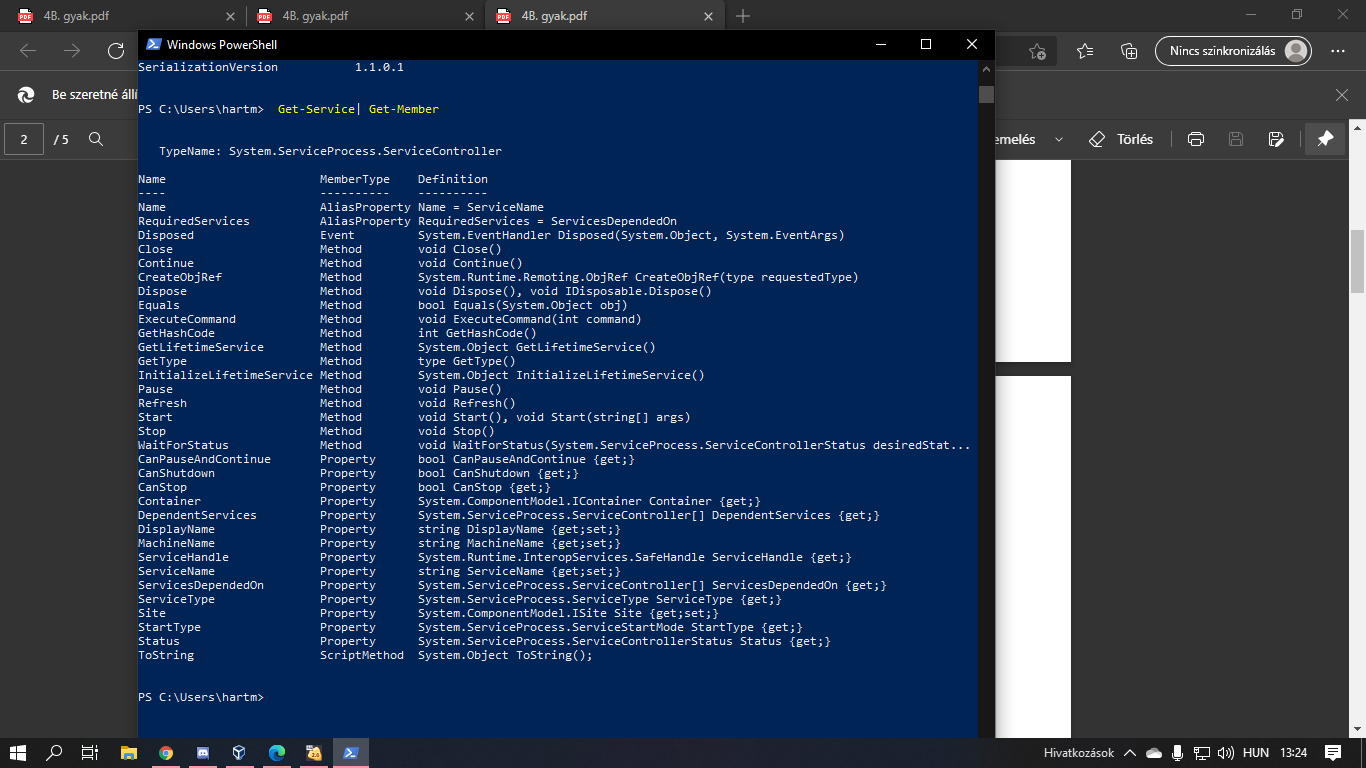 4B. gyak.pdf
4B. gyak.pdf
4B. gyak.pdf
Nincs szinkronizálás
Be szeretné állí
2 / 5
emelés
Törlés
Windows PowerShell
SerializationVersion 1.1.0.1
PS C:\Users\hartm> Get-Service| Get-Member
TypeName: System.ServiceProcess.ServiceController
Name MemberType Definition
---- ---------- ----------
Name AliasProperty Name = ServiceName
RequiredServices AliasProperty RequiredServices = ServicesDependedOn
Disposed Event System.EventHandler Disposed(System.Object, System.EventArgs)
Close Method void Close()
Continue Method void Continue()
CreateObjRef Method System.Runtime.Remoting.ObjRef CreateObjRef(type requestedType)
Dispose Method void Dispose(), void IDisposable.Dispose()
Equals Method bool Equals(System.Object obj)
ExecuteCommand Method void ExecuteCommand(int command)
GetHashCode Method int GetHashCode()
GetLifetimeService Method System.Object GetLifetimeService()
GetType Method type GetType()
InitializeLifetimeService Method System.Object InitializeLifetimeService()
Pause Method void Pause()
Refresh Method void Refresh()
Start Method void Start(), void Start(string[] args)
Stop Method void Stop()
WaitForStatus Method void WaitForStatus(System.ServiceProcess.ServiceControllerStatus desiredStat...
CanPauseAndContinue Property bool CanPauseAndContinue {get;}
CanShutdown Property bool CanShutdown {get;}
CanStop Property bool CanStop {get;}
Container Property System.ComponentModel.IContainer Container {get;}
DependentServices Property System.ServiceProcess.ServiceController[] DependentServices {get;}
DisplayName Property string DisplayName {get;set;}
MachineName Property string MachineName {get;set;}
ServiceHandle Property System.Runtime.InteropServices.SafeHandle ServiceHandle {get;}
ServiceName Property string ServiceName {get;set;}
ServicesDependedOn Property System.ServiceProcess.ServiceController[] ServicesDependedOn {get;}
ServiceType Property System.ServiceProcess.ServiceType ServiceType {get;}
Site Property System.ComponentModel.ISite Site {get;set;}
StartType Property System.ServiceProcess.ServiceStartMode StartType {get;}
Status Property System.ServiceProcess.ServiceControllerStatus Status {get;}
ToString ScriptMethod System.Object ToString();
PS C:\Users\hartm>
Hivatkozások
HUN 13:24